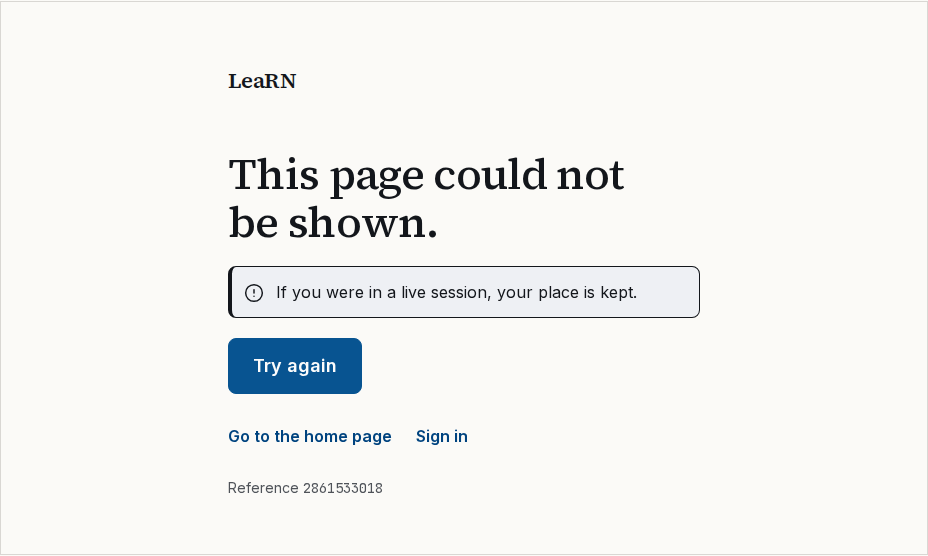 LeaRN
This page could not
be shown.
If you were in a live session, your place is kept.
Try again
Go to the home page Sign in
Reference 2861533018